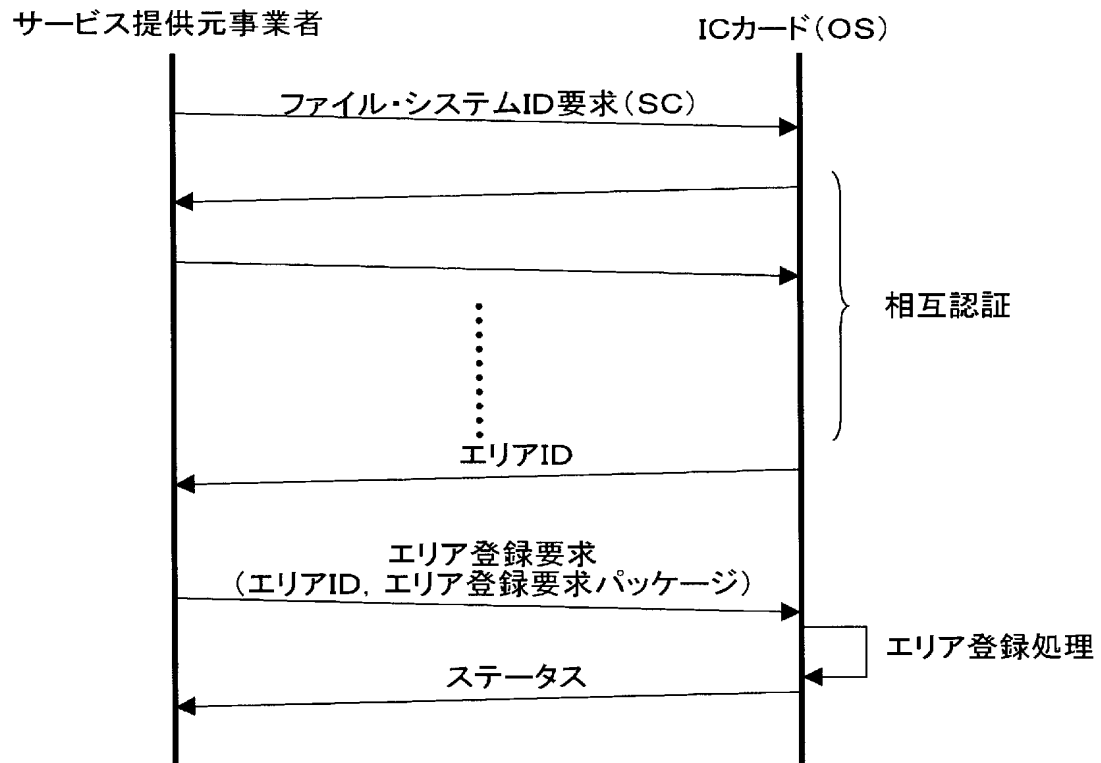 サービス提供元事業者
ICカード(OS)
ファイル・システムID要求(SC)
相互認証
エリアID
エリア登録要求
(エリアID, エリア登録要求パッケージ)
エリア登録処理
ステータス